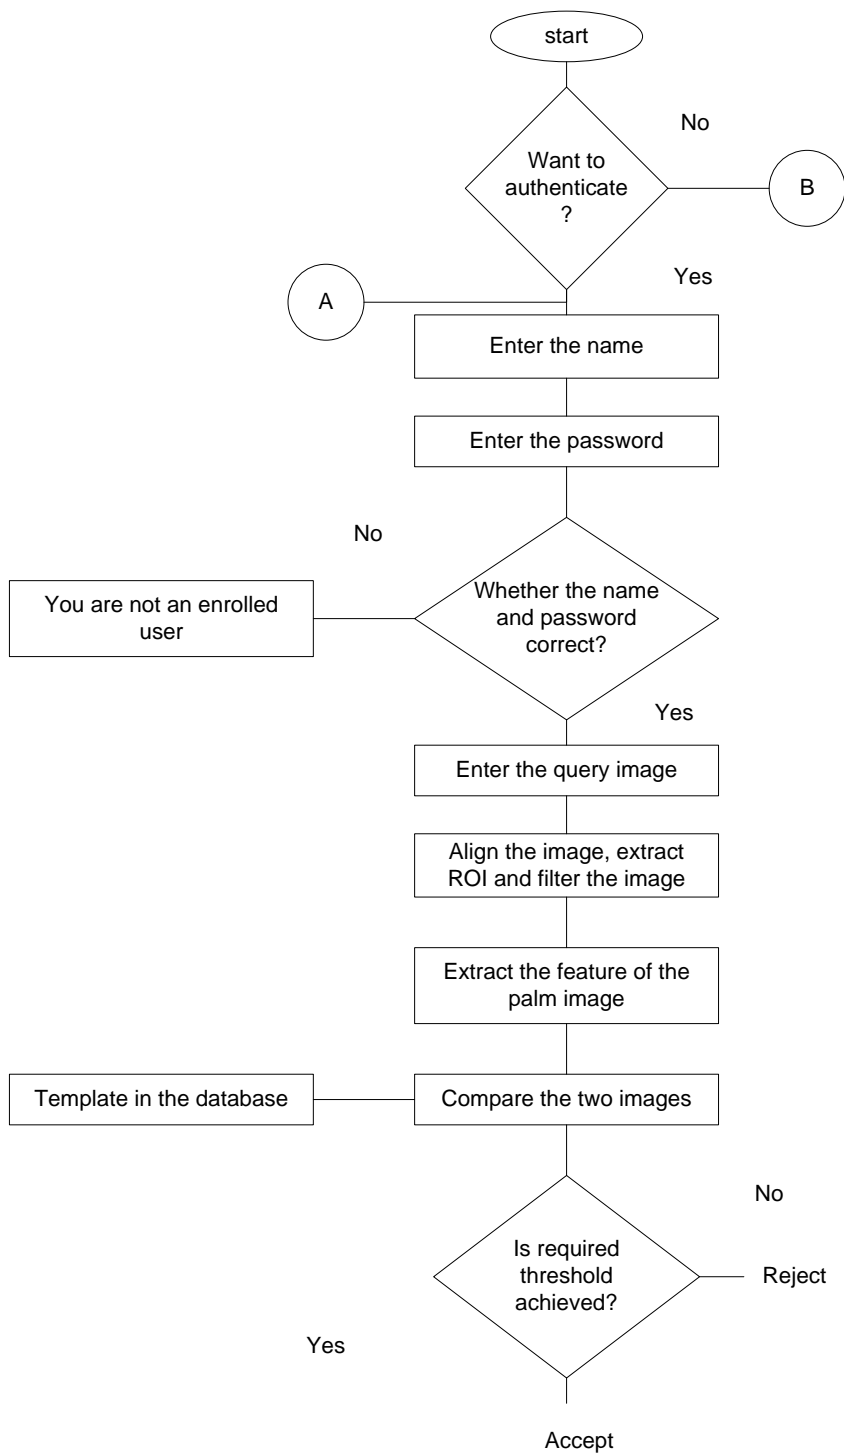 start
No
Want to
authenticate
?
B
Yes
A
Enter the name
Enter the password
No
Whether the name
and password
correct?
You are not an enrolled
user
Yes
Enter the query image
Align the image, extract
ROI and filter the image
Extract the feature of the
palm image
Template in the database
Compare the two images
No
Is required
threshold
achieved?
Reject
Yes
Accept